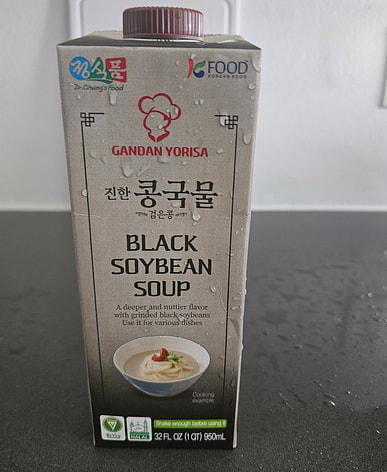 정식품
Dr.Chung's Food
K FOOD
KOREAN FOOD
GANDAN YORISA
진한 콩국물
검은콩
BLACK
SOYBEAN
SOUP
A deeper and nuttier flavor
with grinded black soybeans
Use it for various dishes
Cooking
example
HALAL
Shake enough before using it
32 FL OZ (1 QT) 950mL